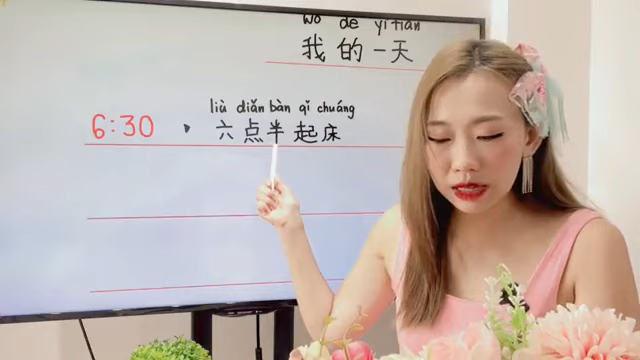 wǒ de yì tiān
我的一天
liù diǎn bàn qǐ chuáng
6:30 · 六点半起床